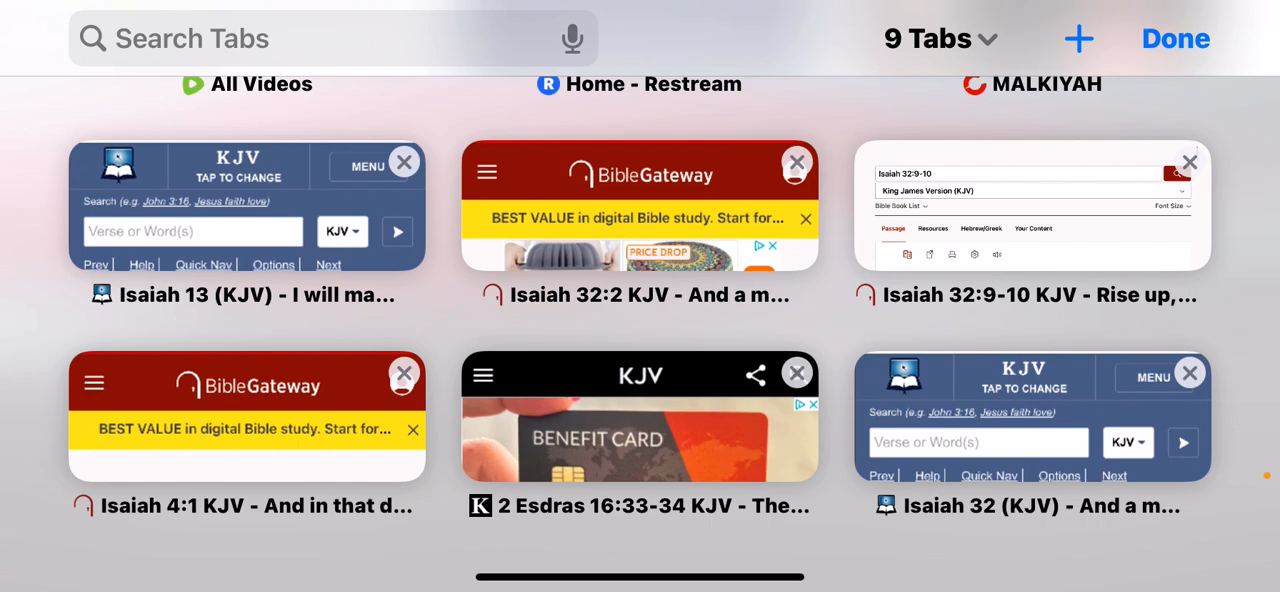 Search Tabs
9 Tabs
Done
All Videos
R Home - Restream
MALKIYAH
KJV
TAP TO CHANGE
MENU
Search (e.g. John 3:16, Jesus faith love)
Verse or Word(s)
KJV
Prev | Help | Quick Nav | Options | Next
Isaiah 13 (KJV) - I will ma...
BibleGateway
BEST VALUE in digital Bible study. Start for...
PRICE DROP
Isaiah 32:2 KJV - And a m...
Isaiah 32:9-10
King James Version (KJV)
Bible Book List
Font Size
Passage Resources Hebrew/Greek Your Content
Isaiah 32:9-10 KJV - Rise up,...
BibleGateway
BEST VALUE in digital Bible study. Start for...
Isaiah 4:1 KJV - And in that d...
KJV
BENEFIT CARD
K 2 Esdras 16:33-34 KJV - The...
KJV
TAP TO CHANGE
MENU
Search (e.g. John 3:16, Jesus faith love)
Verse or Word(s)
KJV
Prev | Help | Quick Nav | Options | Next
Isaiah 32 (KJV) - And a m...